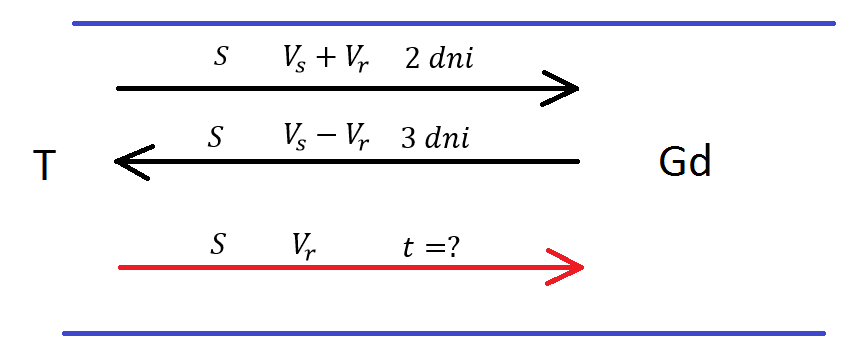 S V_s + V_r 2 dni
S V_s − V_r 3 dni
T
Gd
S V_r t =?